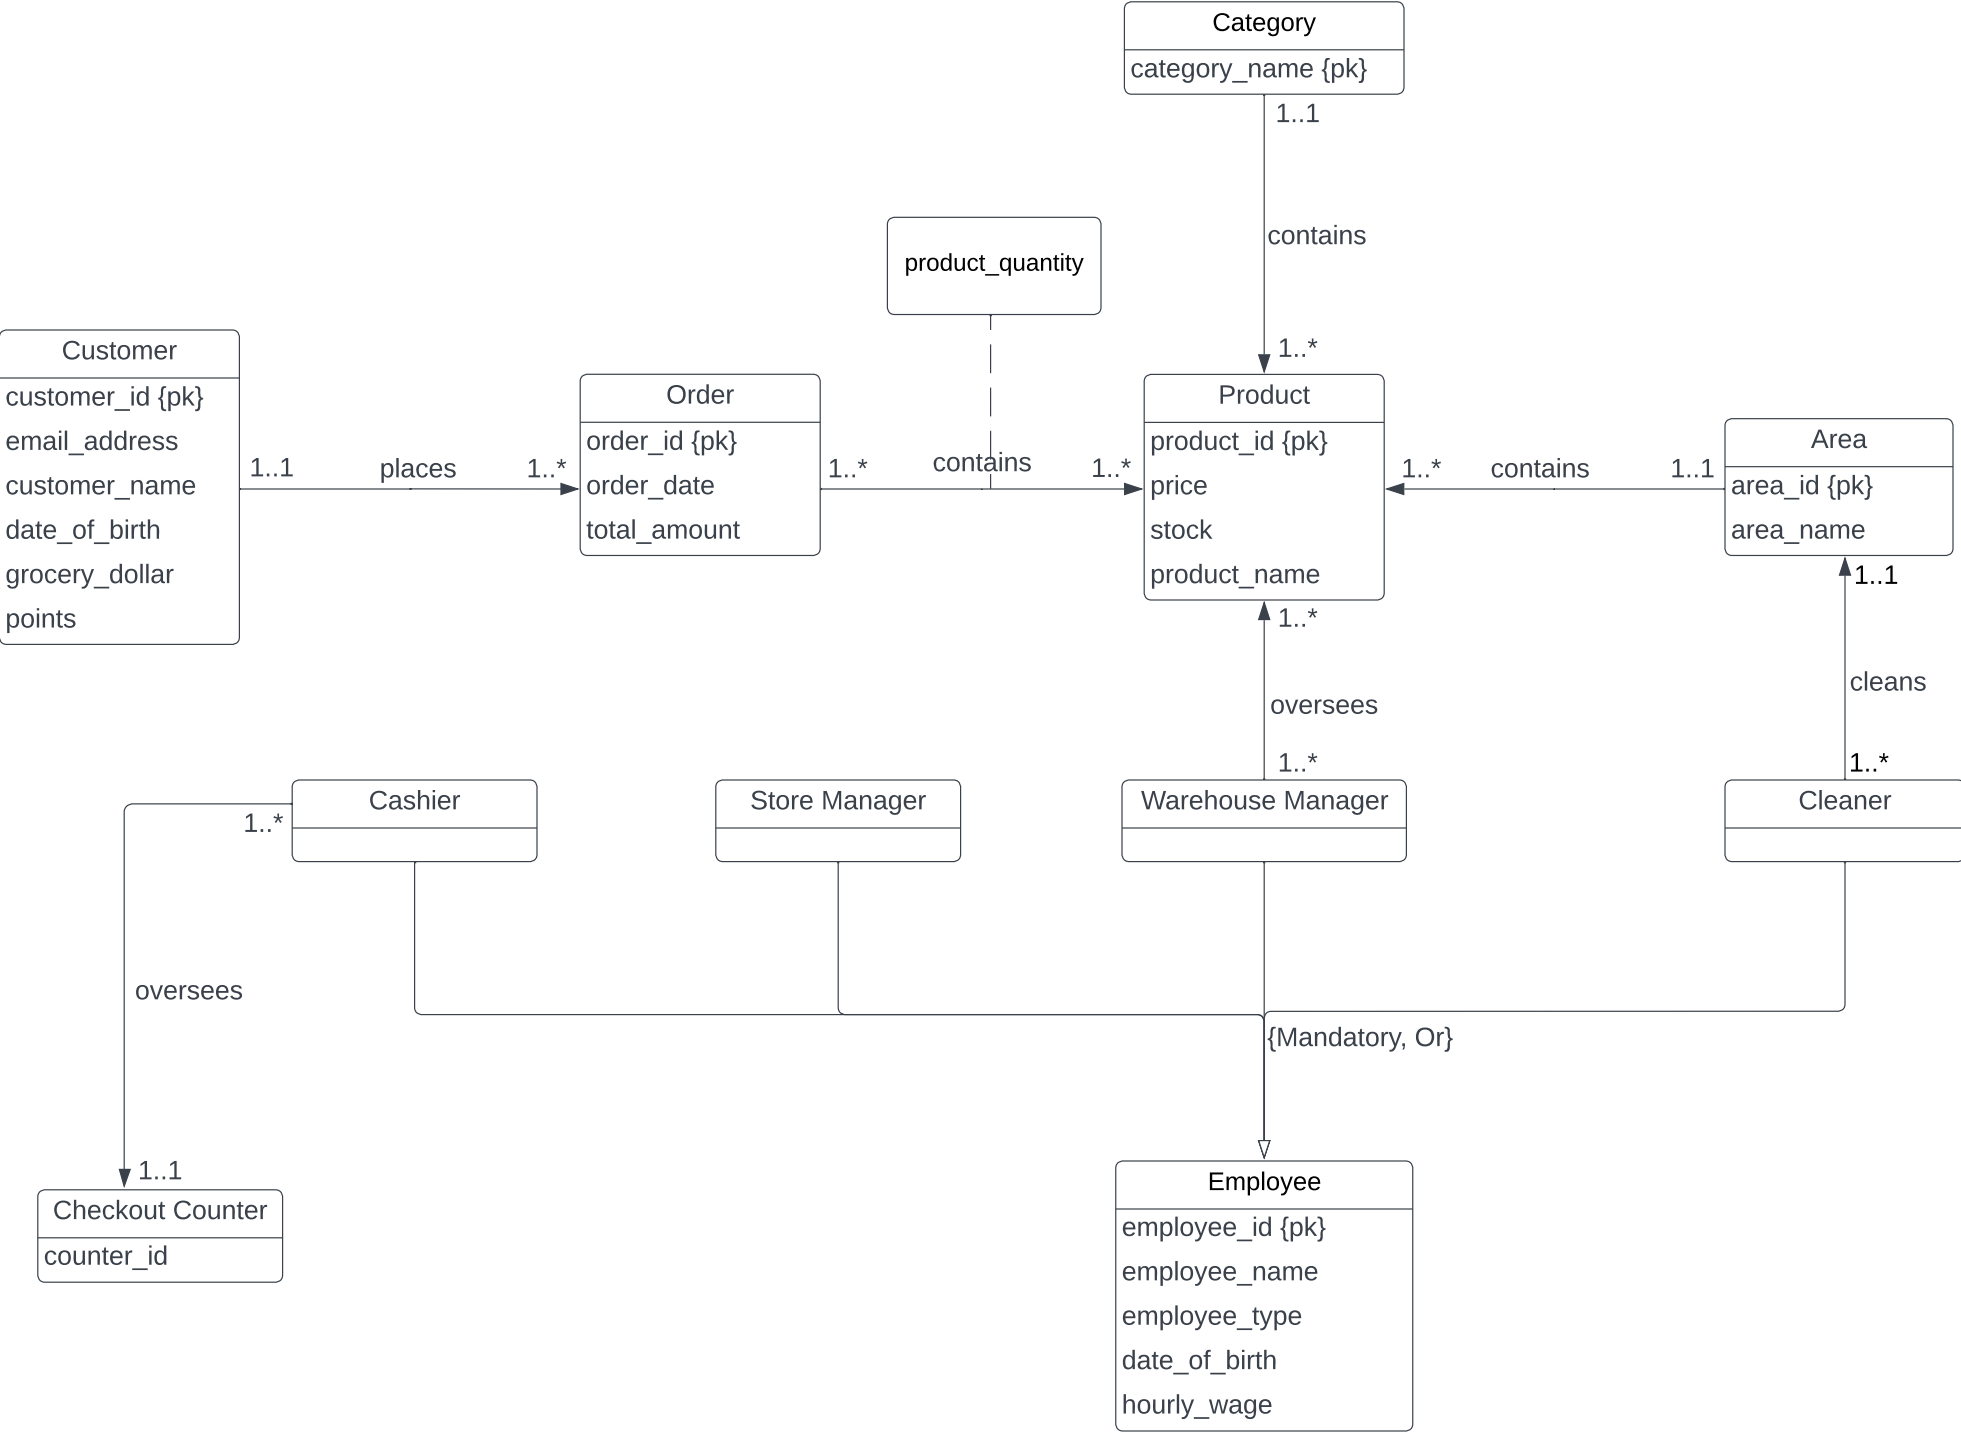 Category
category_name {pk}
1..1
contains
1..*
product_quantity
Customer
customer_id {pk}
email_address
customer_name
date_of_birth
grocery_dollar
points
1..1
places
1..*
Order
order_id {pk}
order_date
total_amount
1..*
contains
1..*
Product
product_id {pk}
price
stock
product_name
1..*
contains
1..1
Area
area_id {pk}
area_name
1..1
cleans
1..*
1..*
oversees
1..*
Cashier
Store Manager
Warehouse Manager
Cleaner
1..*
oversees
1..1
{Mandatory, Or}
Checkout Counter
counter_id
Employee
employee_id {pk}
employee_name
employee_type
date_of_birth
hourly_wage